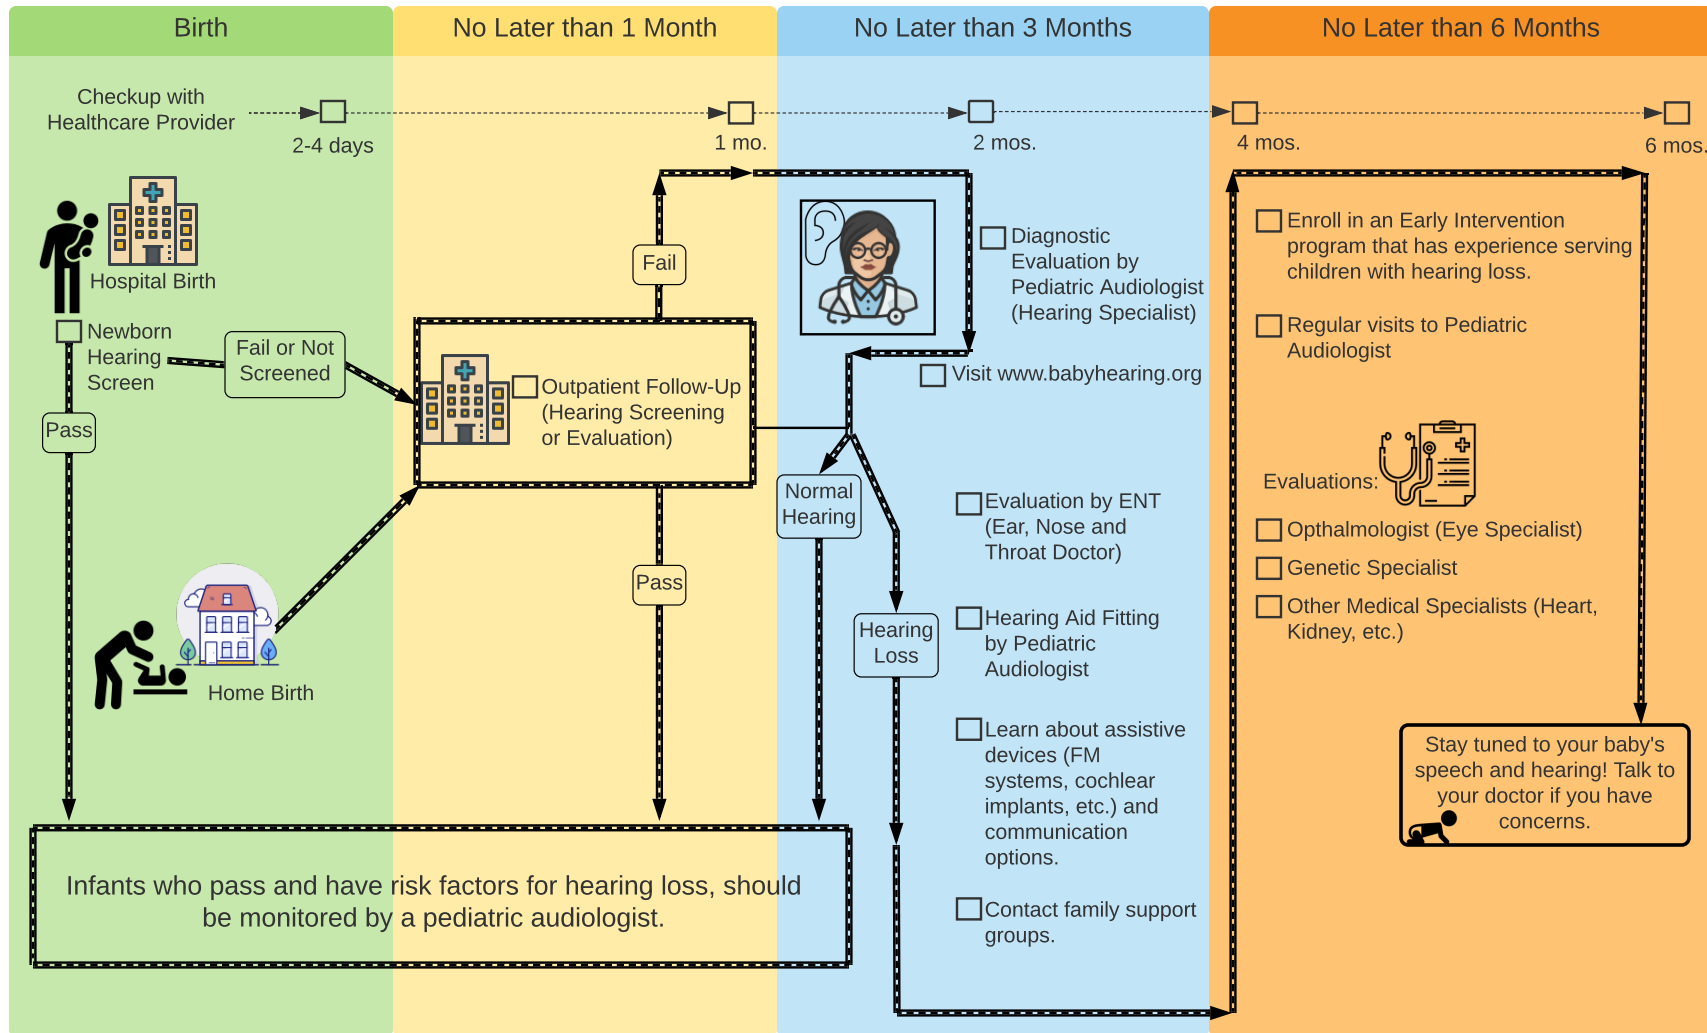 Birth
No Later than 1 Month
No Later than 3 Months
No Later than 6 Months
Checkup with
Healthcare Provider
2-4 days
1 mo.
2 mos.
4 mos.
6 mos.
Hospital Birth
Newborn
Hearing
Screen
Fail or Not
Screened
Pass
Home Birth
Fail
Outpatient Follow-Up
(Hearing Screening
or Evaluation)
Pass
Diagnostic
Evaluation by
Pediatric Audiologist
(Hearing Specialist)
Visit www.babyhearing.org
Normal
Hearing
Hearing
Loss
Evaluation by ENT
(Ear, Nose and
Throat Doctor)
Hearing Aid Fitting
by Pediatric
Audiologist
Learn about assistive
devices (FM
systems, cochlear
implants, etc.) and
communication
options.
Contact family support
groups.
Enroll in an Early Intervention
program that has experience serving
children with hearing loss.
Regular visits to Pediatric
Audiologist
Evaluations:
Opthalmologist (Eye Specialist)
Genetic Specialist
Other Medical Specialists (Heart,
Kidney, etc.)
Stay tuned to your baby's
speech and hearing! Talk to
your doctor if you have
concerns.
Infants who pass and have risk factors for hearing loss, should
be monitored by a pediatric audiologist.